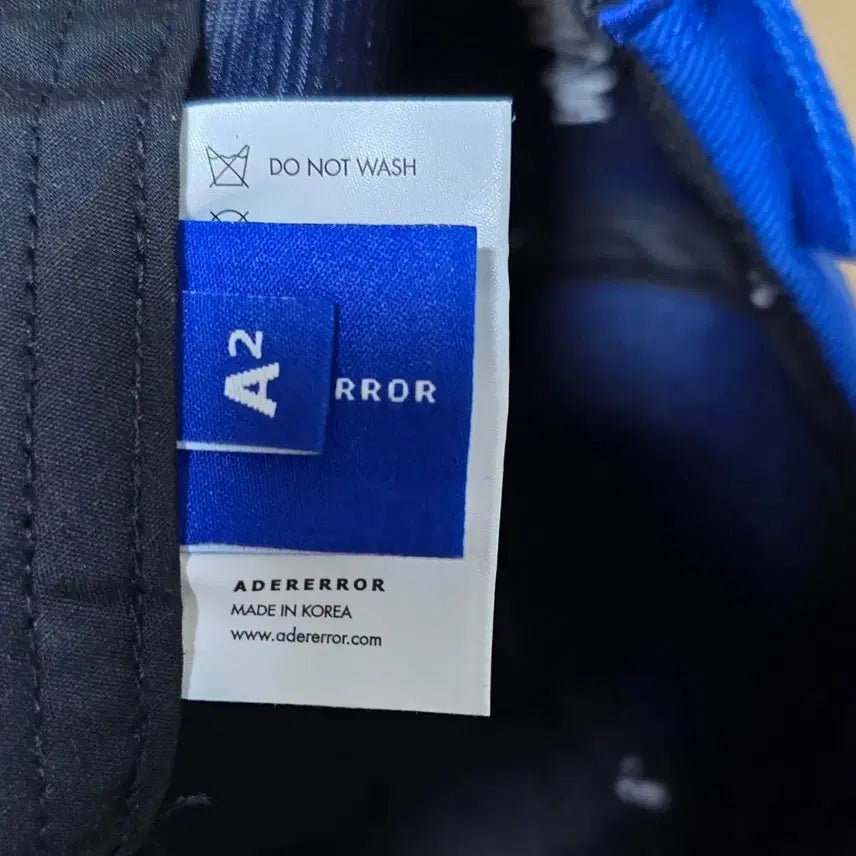 DO NOT WASH
A2
RROR
ADERERROR
MADE IN KOREA
www.adererror.com